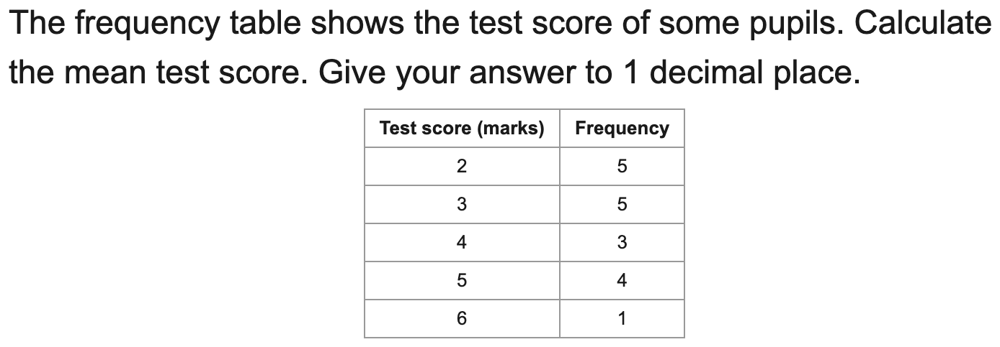 The frequency table shows the test score of some pupils. Calculate
the mean test score. Give your answer to 1 decimal place.
Test score (marks) Frequency
2 5
3 5
4 3
5 4
6 1